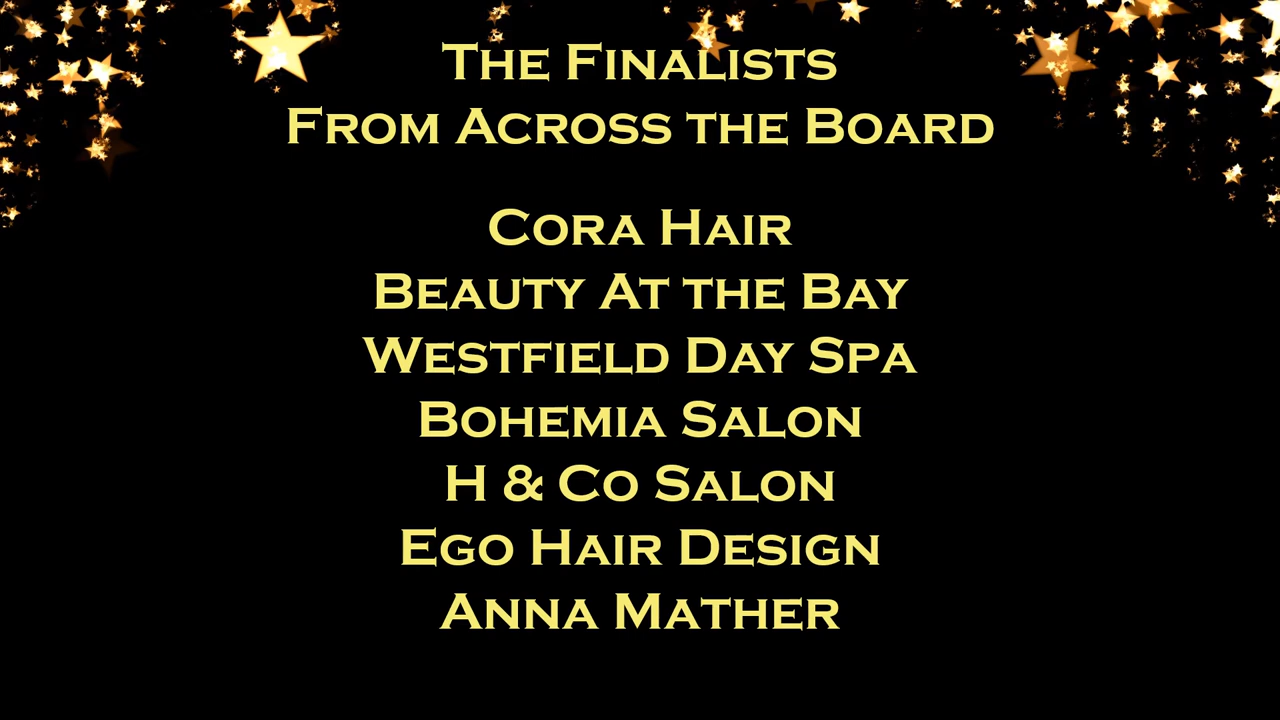 The Finalists
From Across the Board
Cora Hair
Beauty At the Bay
Westfield Day Spa
Bohemia Salon
H & Co Salon
Ego Hair Design
Anna Mather